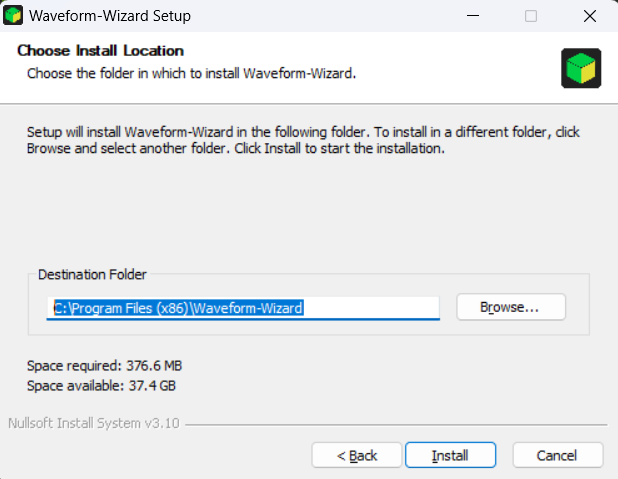 Waveform-Wizard Setup
Choose Install Location
Choose the folder in which to install Waveform-Wizard.
Setup will install Waveform-Wizard in the following folder. To install in a different folder, click
Browse and select another folder. Click Install to start the installation.
Destination Folder
C:\Program Files (x86)\Waveform-Wizard
Browse...
Space required: 376.6 MB
Space available: 37.4 GB
Nullsoft Install System v3.10
< Back
Install
Cancel